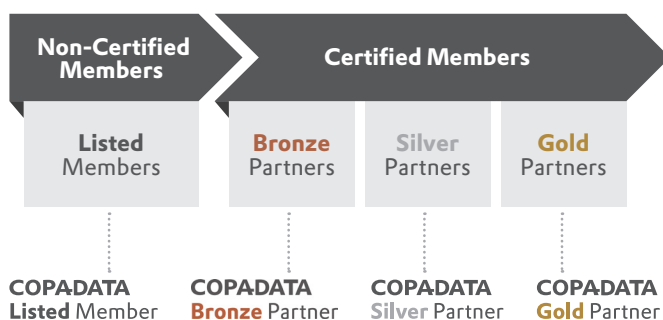 Non-Certified
Members
Certified Members
Listed
Members
Bronze
Partners
Silver
Partners
Gold
Partners
COPADATA
Listed Member
COPADATA
Bronze Partner
COPADATA
Silver Partner
COPADATA
Gold Partner